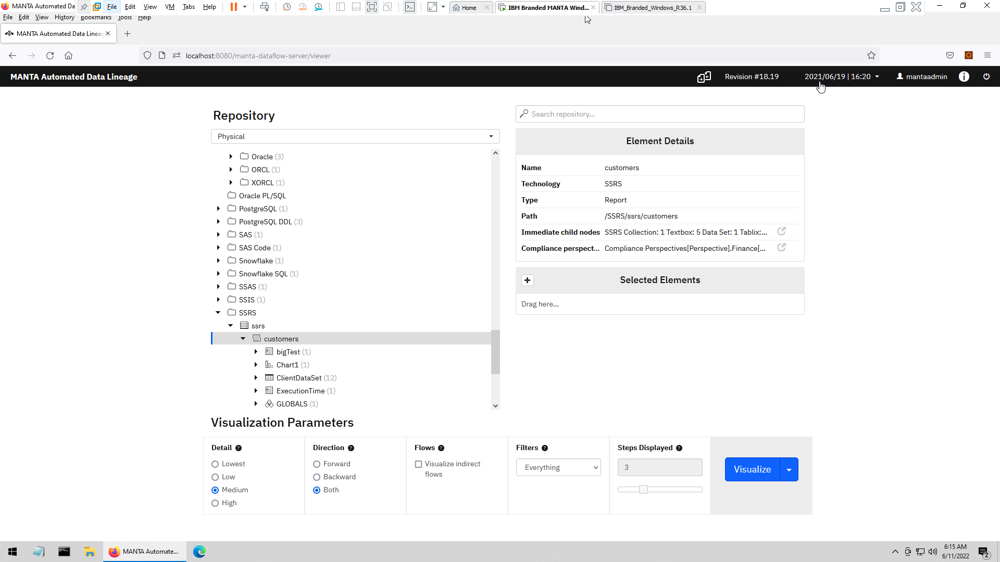 MANTA Automated Da
File Edit View VM Tabs Help
Home
IBM Branded MANTA Wind...
IBM_Branded_Windows_R36.1
File Edit View History Bookmarks Tools Help
MANTA Automated Data Lineag
localhost:8080/manta-dataflow-server/viewer
MANTA Automated Data Lineage
Revision #18.19
2021/06/19 | 16:20
mantaadmin
Repository
Physical
Oracle (3)
ORCL (1)
XORCL (1)
Oracle PL/SQL
PostgreSQL (1)
PostgreSQL DDL (3)
SAS (1)
SAS Code (1)
Snowflake (1)
Snowflake SQL (1)
SSAS (1)
SSIS (1)
SSRS
ssrs
customers
bigTest (1)
Chart1 (1)
ClientDataSet (12)
ExecutionTime (1)
GLOBALS (1)
Search repository...
Element Details
Name customers
Technology SSRS
Type Report
Path /SSRS/ssrs/customers
Immediate child nodes SSRS Collection: 1 Textbox: 5 Data Set: 1 Tablix:...
Compliance perspect... Compliance Perspectives[Perspective].Finance[...
Selected Elements
Drag here...
Visualization Parameters
Detail
Lowest
Low
Medium
High
Direction
Forward
Backward
Both
Flows
Visualize indirect
flows
Filters
Everything
Steps Displayed
3
Visualize
MANTA Automate...
6:15 AM
6/11/2022
2